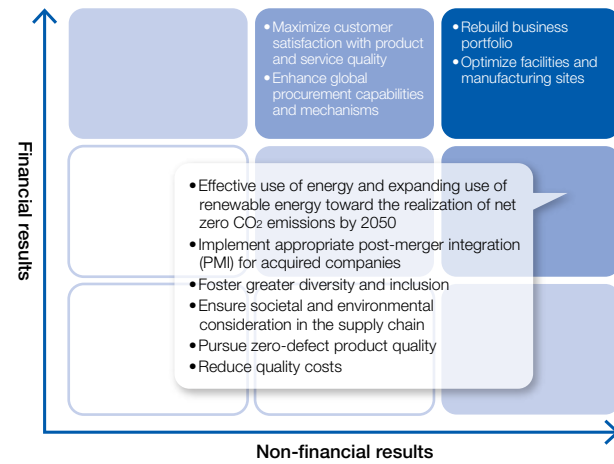 • Maximize customer
satisfaction with product
and service quality
• Enhance global
procurement capabilities
and mechanisms
• Rebuild business
portfolio
• Optimize facilities and
manufacturing sites
Financial results
• Effective use of energy and expanding use of
renewable energy toward the realization of net
zero CO2 emissions by 2050
• Implement appropriate post-merger integration
(PMI) for acquired companies
• Foster greater diversity and inclusion
• Ensure societal and environmental
consideration in the supply chain
• Pursue zero-defect product quality
• Reduce quality costs
Non-financial results